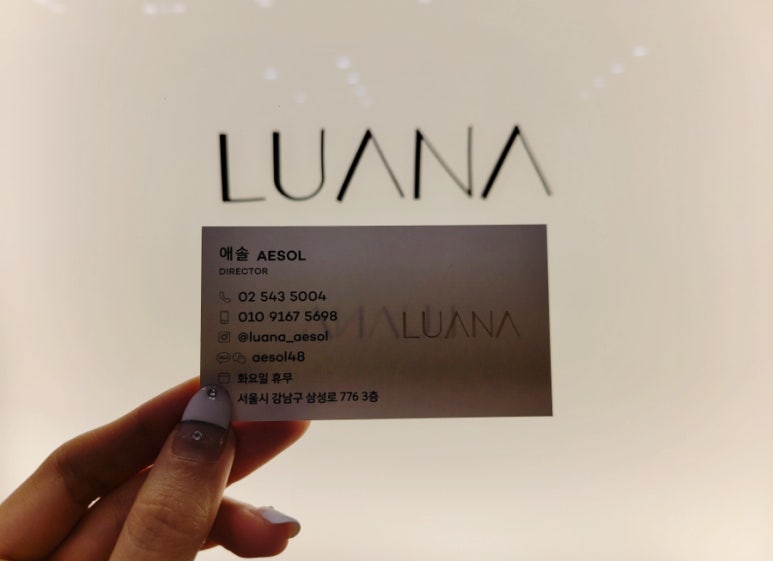 LUANA
애솔 AESOL
DIRECTOR
02 543 5004
010 9167 5698
@luana_aesol
aesol48
화요일 휴무
서울시 강남구 삼성로 776 3층
LUANA